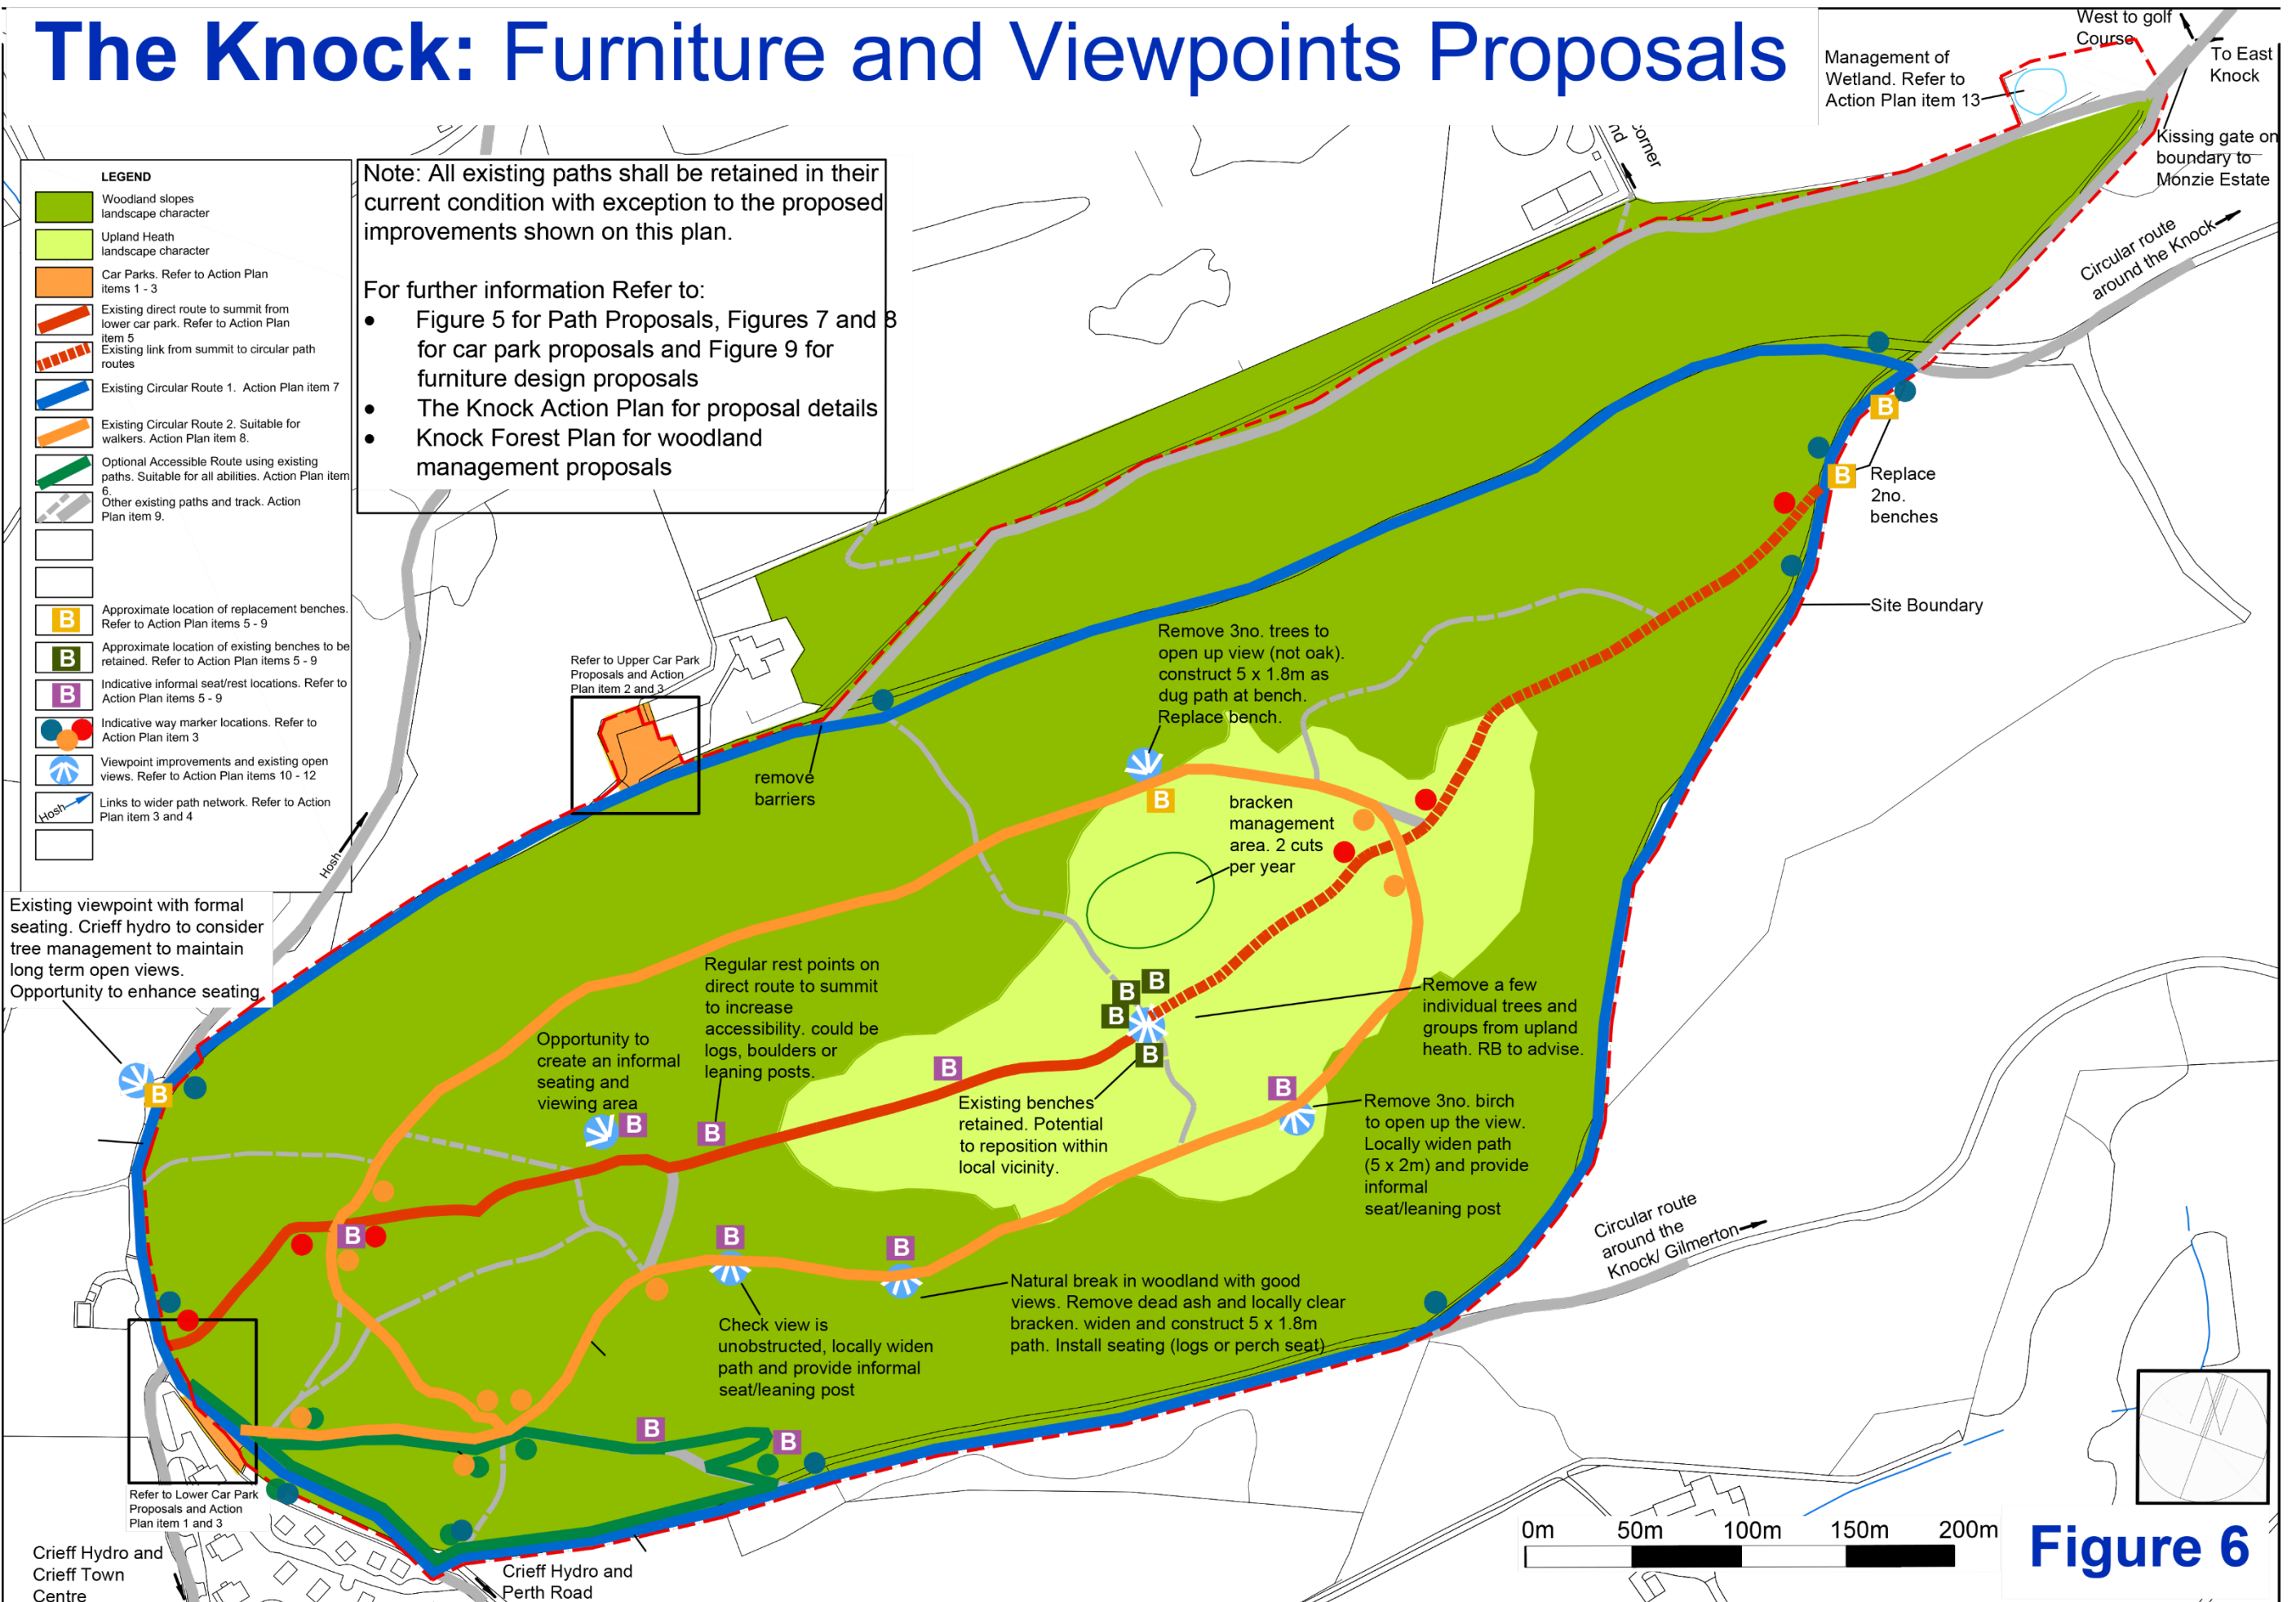 The Knock: Furniture and Viewpoints Proposals
West to golf
Course
To East
Knock
Management of
Wetland. Refer to
Action Plan item 13
Kissing gate on
boundary to
Monzie Estate
Circular route
around the Knock
corner
nd
LEGEND
Woodland slopes
landscape character
Upland Heath
landscape character
Car Parks. Refer to Action Plan
items 1 - 3
Existing direct route to summit from
lower car park. Refer to Action Plan
item 5
Existing link from summit to circular path
routes
Existing Circular Route 1. Action Plan item 7
Existing Circular Route 2. Suitable for
walkers. Action Plan item 8.
Optional Accessible Route using existing
paths. Suitable for all abilities. Action Plan item
6.
Other existing paths and track. Action
Plan item 9.
B
Approximate location of replacement benches.
Refer to Action Plan items 5 - 9
B
Approximate location of existing benches to be
retained. Refer to Action Plan items 5 - 9
B
Indicative informal seat/rest locations. Refer to
Action Plan items 5 - 9
Indicative way marker locations. Refer to
Action Plan item 3
Viewpoint improvements and existing open
views. Refer to Action Plan items 10 - 12
Hosh
Links to wider path network. Refer to Action
Plan item 3 and 4
Note: All existing paths shall be retained in their
current condition with exception to the proposed
improvements shown on this plan.
For further information Refer to:
• Figure 5 for Path Proposals, Figures 7 and 8
for car park proposals and Figure 9 for
furniture design proposals
• The Knock Action Plan for proposal details
• Knock Forest Plan for woodland
management proposals
B
B
Replace
2no.
benches
Site Boundary
Refer to Upper Car Park
Proposals and Action
Plan item 2 and 3
remove
barriers
Remove 3no. trees to
open up view (not oak).
construct 5 x 1.8m as
dug path at bench.
Replace bench.
B
bracken
management
area. 2 cuts
per year
Hosh
Existing viewpoint with formal
seating. Crieff hydro to consider
tree management to maintain
long term open views.
Opportunity to enhance seating
B
Regular rest points on
direct route to summit
to increase
accessibility. could be
logs, boulders or
leaning posts.
Opportunity to
create an informal
seating and
viewing area
B
B
B
B
B
B
B
Existing benches
retained. Potential
to reposition within
local vicinity.
Remove a few
individual trees and
groups from upland
heath. RB to advise.
B
Remove 3no. birch
to open up the view.
Locally widen path
(5 x 2m) and provide
informal
seat/leaning post
B
B
B
Check view is
unobstructed, locally widen
path and provide informal
seat/leaning post
Natural break in woodland with good
views. Remove dead ash and locally clear
bracken. widen and construct 5 x 1.8m
path. Install seating (logs or perch seat)
Circular route
around the
Knock/ Gilmerton
B
B
Refer to Lower Car Park
Proposals and Action
Plan item 1 and 3
Crieff Hydro and
Crieff Town
Centre
Crieff Hydro and
Perth Road
N
0m 50m 100m 150m 200m
Figure 6